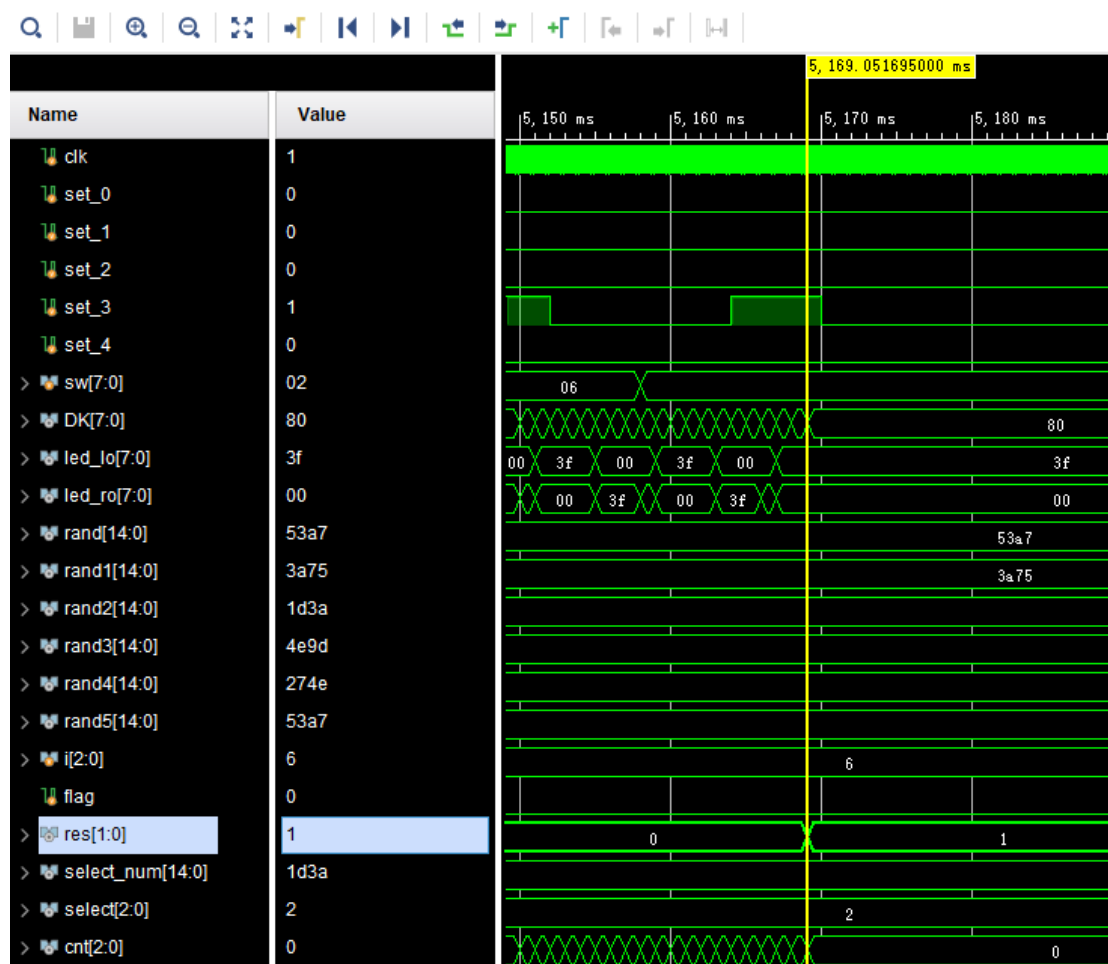 5,169.051695000 ms
Name Value
5,150 ms 5,160 ms 5,170 ms 5,180 ms
clk 1
set_0 0
set_1 0
set_2 0
set_3 1
set_4 0
sw[7:0] 02 06
DK[7:0] 80 80
led_lo[7:0] 3f 00 3f 00 3f 00 3f
led_ro[7:0] 00 00 3f 00 3f 00
rand[14:0] 53a7 53a7
rand1[14:0] 3a75 3a75
rand2[14:0] 1d3a
rand3[14:0] 4e9d
rand4[14:0] 274e
rand5[14:0] 53a7
i[2:0] 6 6
flag 0
res[1:0] 1 0 1
select_num[14:0] 1d3a
select[2:0] 2 2
cnt[2:0] 0 0